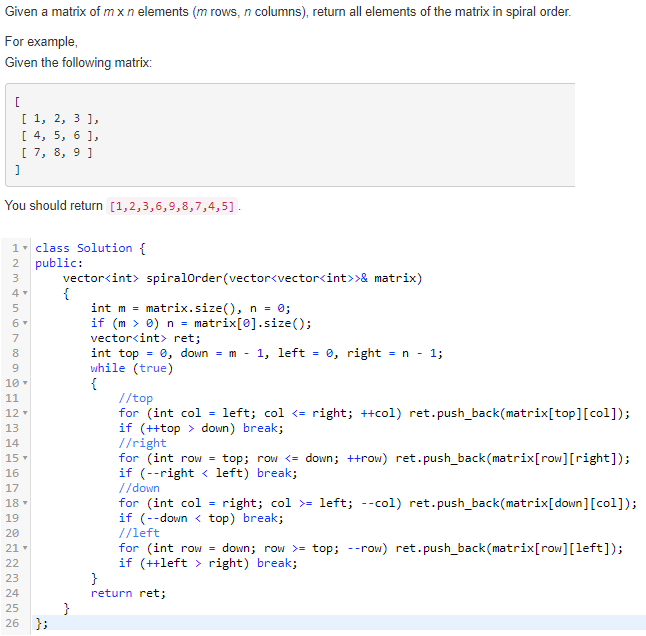 Given a matrix of m x n elements (m rows, n columns), return all elements of the matrix in spiral order.
For example,
Given the following matrix:
[
 [ 1, 2, 3 ],
 [ 4, 5, 6 ],
 [ 7, 8, 9 ]
]
You should return [1,2,3,6,9,8,7,4,5].
1 class Solution {
2 public:
3     vector<int> spiralOrder(vector<vector<int>>& matrix)
4     {
5         int m = matrix.size(), n = 0;
6         if (m > 0) n = matrix[0].size();
7         vector<int> ret;
8         int top = 0, down = m - 1, left = 0, right = n - 1;
9         while (true)
10         {
11             //top
12             for (int col = left; col <= right; ++col) ret.push_back(matrix[top][col]);
13             if (++top > down) break;
14             //right
15             for (int row = top; row <= down; ++row) ret.push_back(matrix[row][right]);
16             if (--right < left) break;
17             //down
18             for (int col = right; col >= left; --col) ret.push_back(matrix[down][col]);
19             if (--down < top) break;
20             //left
21             for (int row = down; row >= top; --row) ret.push_back(matrix[row][left]);
22             if (++left > right) break;
23         }
24         return ret;
25     }
26 };